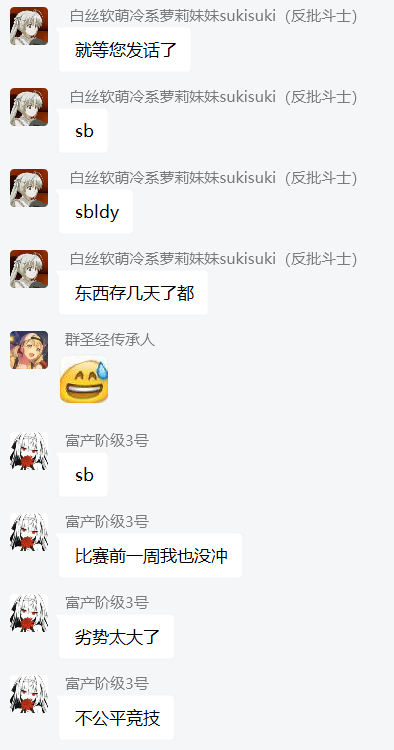 白丝软萌冷系萝莉妹妹sukisuki（反批斗士）
就等您发话了
白丝软萌冷系萝莉妹妹sukisuki（反批斗士）
sb
白丝软萌冷系萝莉妹妹sukisuki（反批斗士）
sbldy
白丝软萌冷系萝莉妹妹sukisuki（反批斗士）
东西存几天了都
群圣经传承人
富产阶级3号
sb
富产阶级3号
比赛前一周我也没冲
富产阶级3号
劣势太大了
富产阶级3号
不公平竞技